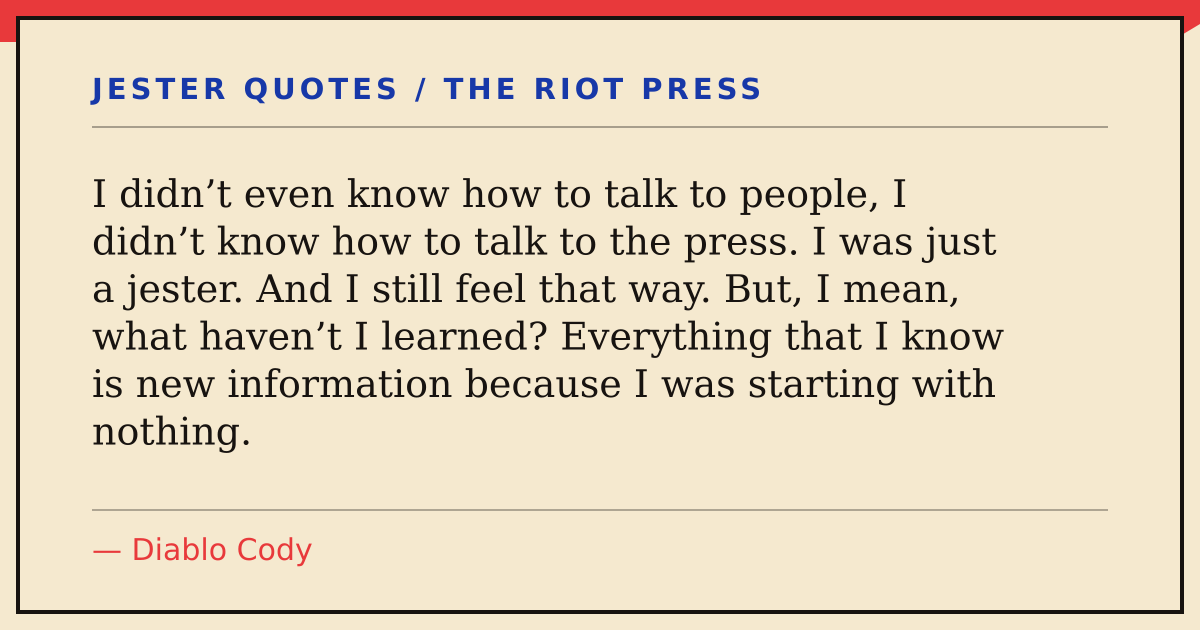 JESTER QUOTES / THE RIOT PRESS
I didn’t even know how to talk to people, I
didn’t know how to talk to the press. I was just
a jester. And I still feel that way. But, I mean,
what haven’t I learned? Everything that I know
is new information because I was starting with
nothing.
— Diablo Cody